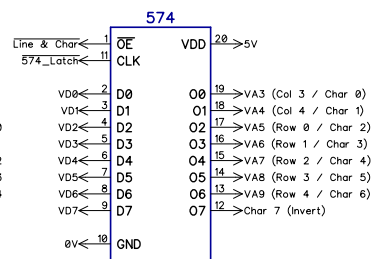 574
Line & Char 1 OE VDD 20 5V
574_Latch 11 CLK
VD0 2 D0 O0 19 VA3 (Col 3 / Char 0)
VD1 3 D1 O1 18 VA4 (Col 4 / Char 1)
VD2 4 D2 O2 17 VA5 (Row 0 / Char 2)
VD3 5 D3 O3 16 VA6 (Row 1 / Char 3)
VD4 6 D4 O4 15 VA7 (Row 2 / Char 4)
VD5 7 D5 O5 14 VA8 (Row 3 / Char 5)
VD6 8 D6 O6 13 VA9 (Row 4 / Char 6)
VD7 9 D7 O7 12 Char 7 (Invert)
0V 10 GND